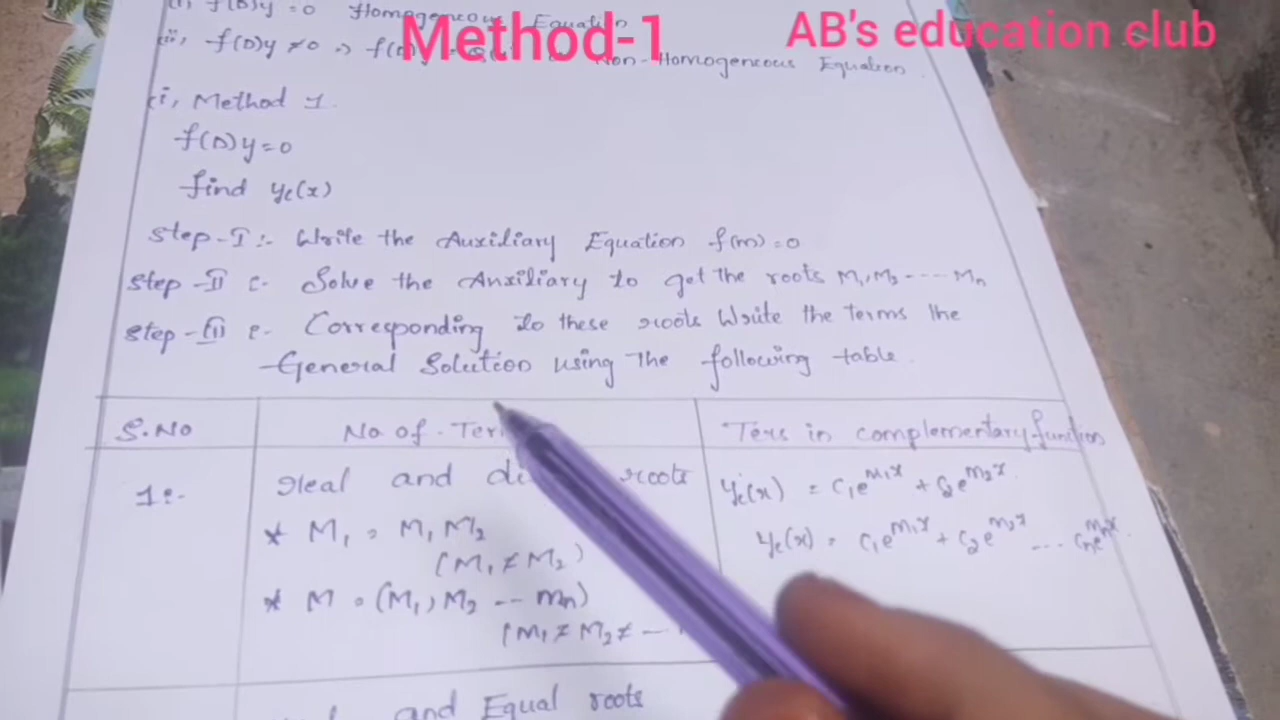 Method-1
AB's education club
f(D)y = 0 Homogeneous Equation
(ii, f(D)y ≠ 0 ⇒ Non-Homogeneous Equation.
(i, Method 1.
f(D)y=0
find yc(x)
Step-I :- Write the Auxiliary Equation f(m)=0
Step -II :- Solve the Auxiliary to get the roots M1, M2 ---- Mn
Step -III :- Corresponding to these roots Write the terms the
General Solution using the following table.
S.No No of. Ters in complementary function
1:- real and roots yc(x) = c1e^m1x + c2e^m2x
* M1 = M1 M2 yc(x) = c1e^m1x + c2e^m2x ... cne^mnx.
(M1 ≠ M2)
* M = (M1, M2 -- mn)
(M1 ≠ M2 ≠ --
and Equal roots